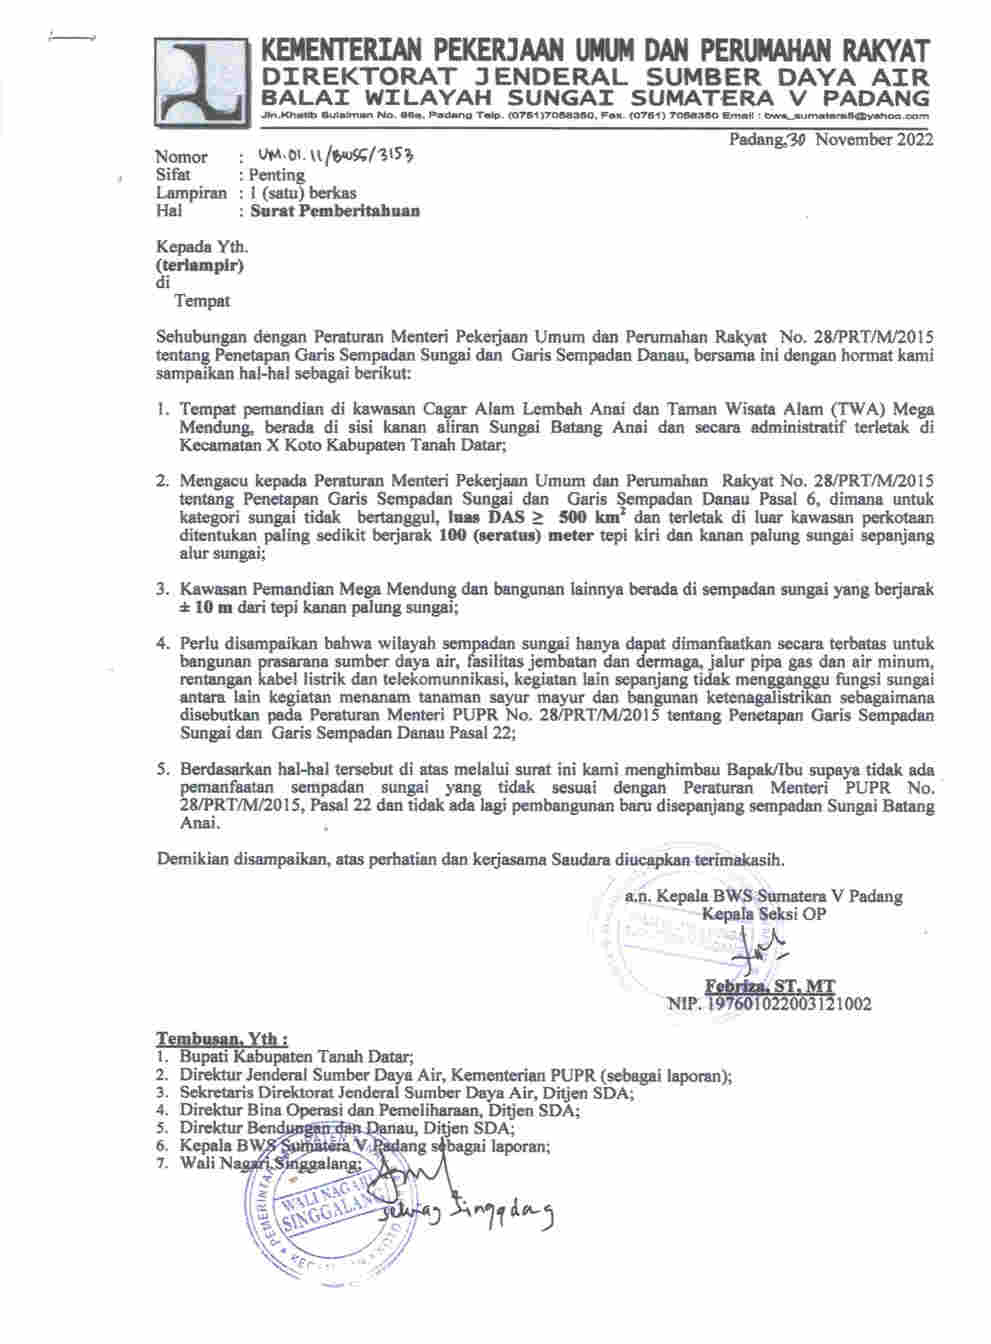 KEMENTERIAN PEKERJAAN UMUM DAN PERUMAHAN RAKYAT
DIREKTORAT JENDERAL SUMBER DAYA AIR
BALAI WILAYAH SUNGAI SUMATERA V PADANG
Jln.Khatib Sulaiman No. 86a, Padang Telp. (0751)7058350, Fax. (0751) 7058350 Email : bws_sumatera5@yahoo.com
Padang,30 November 2022
Nomor : UM.01.11/BWS5/3153
Sifat : Penting
Lampiran : 1 (satu) berkas
Hal : Surat Pemberitahuan
Kepada Yth.
(terlampir)
di
Tempat
Sehubungan dengan Peraturan Menteri Pekerjaan Umum dan Perumahan Rakyat No. 28/PRT/M/2015
tentang Penetapan Garis Sempadan Sungai dan Garis Sempadan Danau, bersama ini dengan hormat kami
sampaikan hal-hal sebagai berikut:
1. Tempat pemandian di kawasan Cagar Alam Lembah Anai dan Taman Wisata Alam (TWA) Mega
Mendung, berada di sisi kanan aliran Sungai Batang Anai dan secara administratif terletak di
Kecamatan X Koto Kabupaten Tanah Datar;
2. Mengacu kepada Peraturan Menteri Pekerjaan Umum dan Perumahan Rakyat No. 28/PRT/M/2015
tentang Penetapan Garis Sempadan Sungai dan Garis Sempadan Danau Pasal 6, dimana untuk
kategori sungai tidak bertanggul, luas DAS ≥ 500 km² dan terletak di luar kawasan perkotaan
ditentukan paling sedikit berjarak 100 (seratus) meter tepi kiri dan kanan palung sungai sepanjang
alur sungai;
3. Kawasan Pemandian Mega Mendung dan bangunan lainnya berada di sempadan sungai yang berjarak
± 10 m dari tepi kanan palung sungai;
4. Perlu disampaikan bahwa wilayah sempadan sungai hanya dapat dimanfaatkan secara terbatas untuk
bangunan prasarana sumber daya air, fasilitas jembatan dan dermaga, jalur pipa gas dan air minum,
rentangan kabel listrik dan telekomunnikasi, kegiatan lain sepanjang tidak mengganggu fungsi sungai
antara lain kegiatan menanam tanaman sayur mayur dan bangunan ketenagalistrikan sebagaimana
disebutkan pada Peraturan Menteri PUPR No. 28/PRT/M/2015 tentang Penetapan Garis Sempadan
Sungai dan Garis Sempadan Danau Pasal 22;
5. Berdasarkan hal-hal tersebut di atas melalui surat ini kami menghimbau Bapak/Ibu supaya tidak ada
pemanfaatan sempadan sungai yang tidak sesuai dengan Peraturan Menteri PUPR No.
28/PRT/M/2015, Pasal 22 dan tidak ada lagi pembangunan baru disepanjang sempadan Sungai Batang
Anai.
Demikian disampaikan, atas perhatian dan kerjasama Saudara diucapkan terimakasih.
a.n. Kepala BWS Sumatera V Padang
Kepala Seksi OP
Febriza, ST, MT
NIP. 197601022003121002
Tembusan, Yth :
1. Bupati Kabupaten Tanah Datar;
2. Direktur Jenderal Sumber Daya Air, Kementerian PUPR (sebagai laporan);
3. Sekretaris Direktorat Jenderal Sumber Daya Air, Ditjen SDA;
4. Direktur Bina Operasi dan Pemeliharaan, Ditjen SDA;
5. Direktur Bendungan dan Danau, Ditjen SDA;
6. Kepala BWS Sumatera V Padang sebagai laporan;
7. Wali Nagari Singgalang;
WALI NAGARI
SINGGALANG